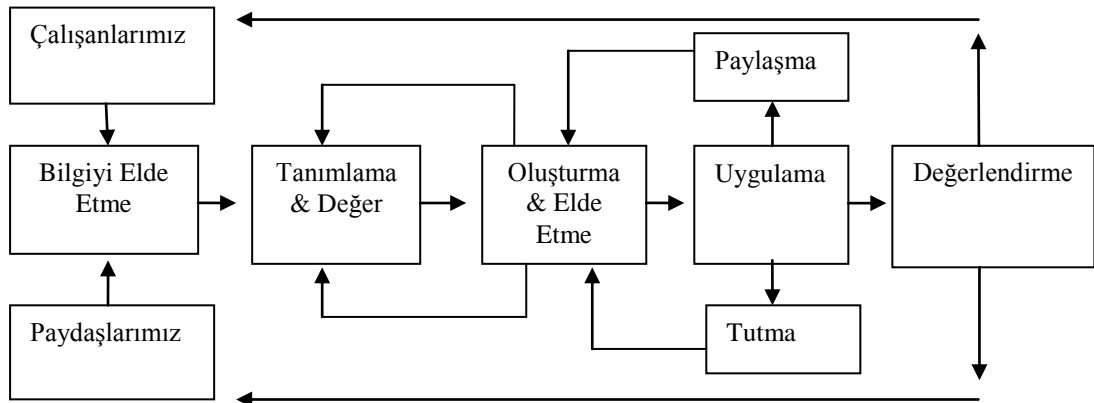 Çalışanlarımız
Paylaşma
Bilgiyi Elde
Etme
Tanımlama
& Değer
Oluşturma
& Elde
Etme
Uygulama
Değerlendirme
Paydaşlarımız
Tutma